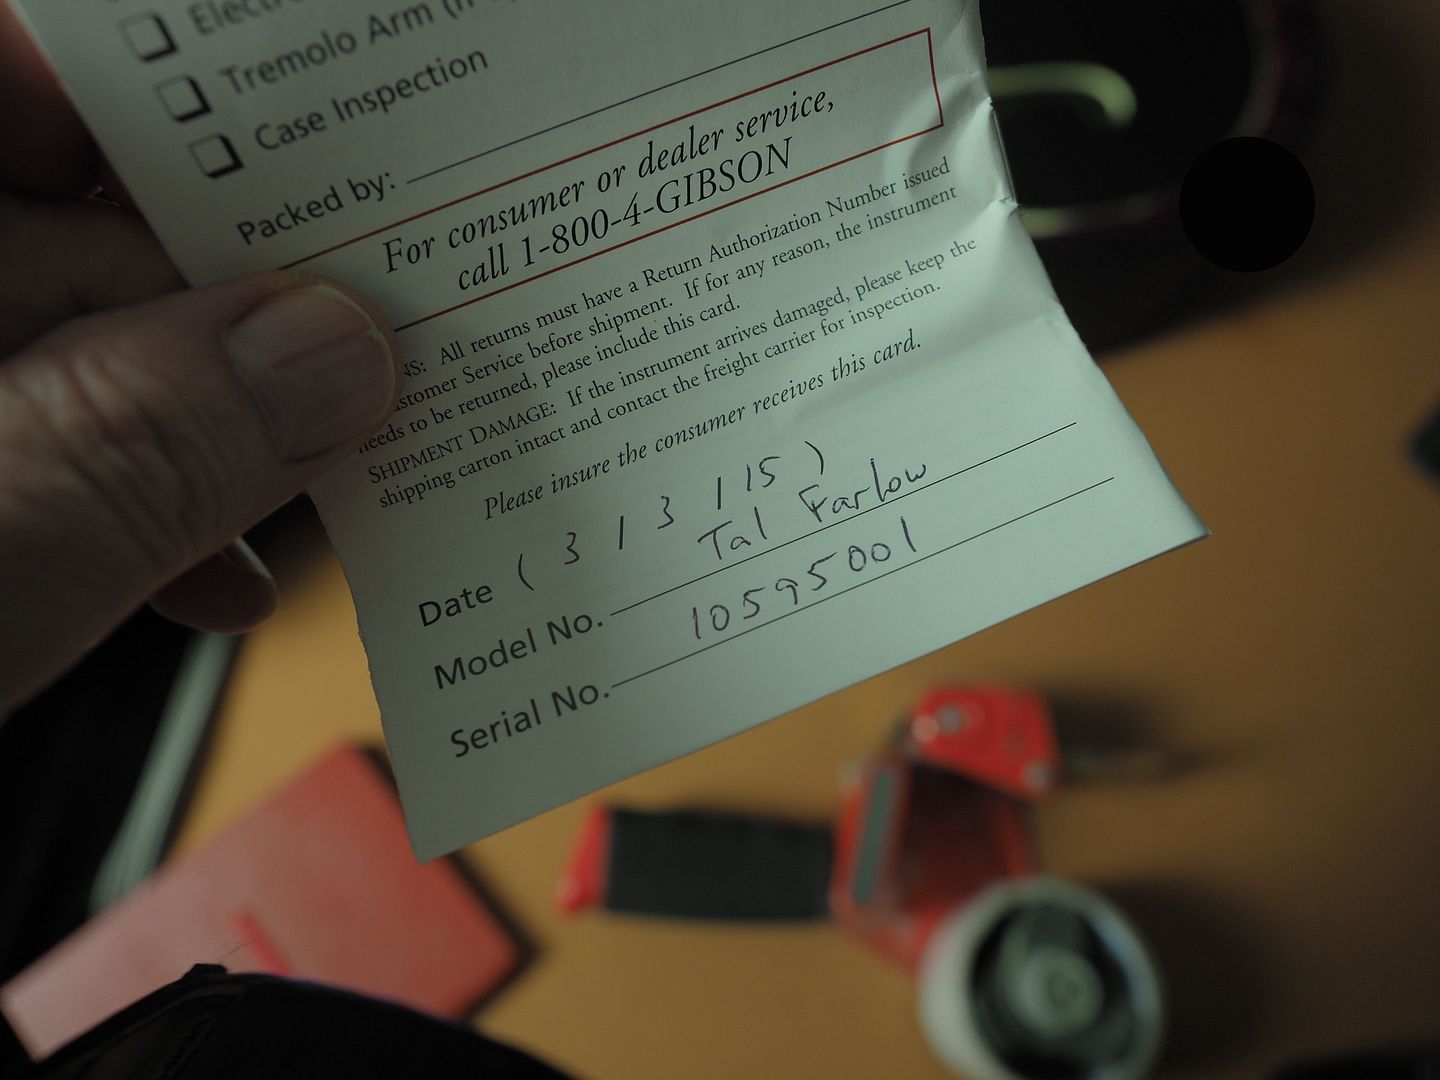 Tremolo Arm
Case Inspection
Packed by:
For consumer or dealer service,
call 1-800-4-GIBSON
All returns must have a Return Authorization Number issued
Service before shipment. If for any reason, the instrument
needs to be returned, please include this card.
SHIPMENT DAMAGE: If the instrument arrives damaged, please keep the
shipping carton intact and contact the freight carrier for inspection.
Please insure the consumer receives this card.
Date ( 3 / 3 / 15 )
Model No. Tal Farlow
Serial No. 10595001